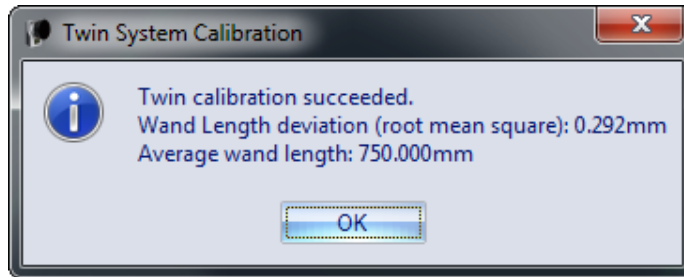 Twin System Calibration
Twin calibration succeeded.
Wand Length deviation (root mean square): 0.292mm
Average wand length: 750.000mm
OK